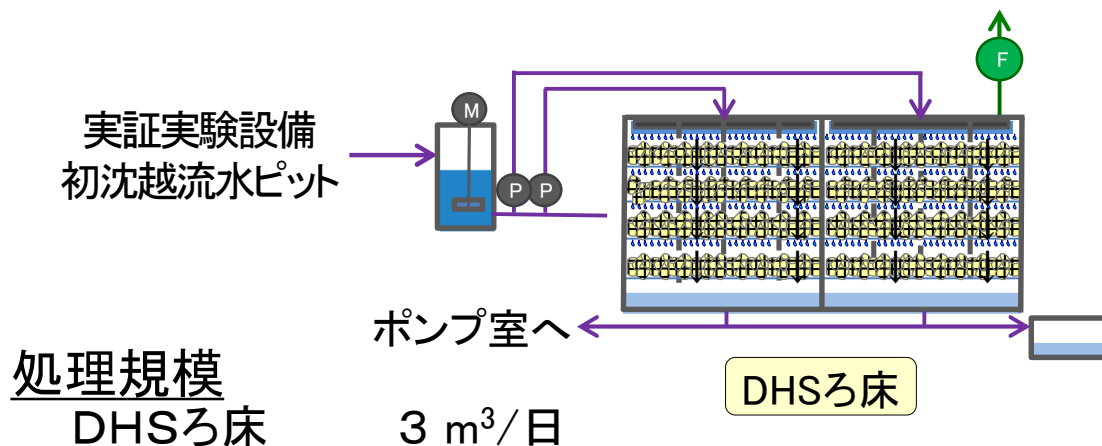 F
M
実証実験設備
初沈越流水ピット
P P
ポンプ室へ
DHSろ床
処理規模
DHSろ床 3 m³/日